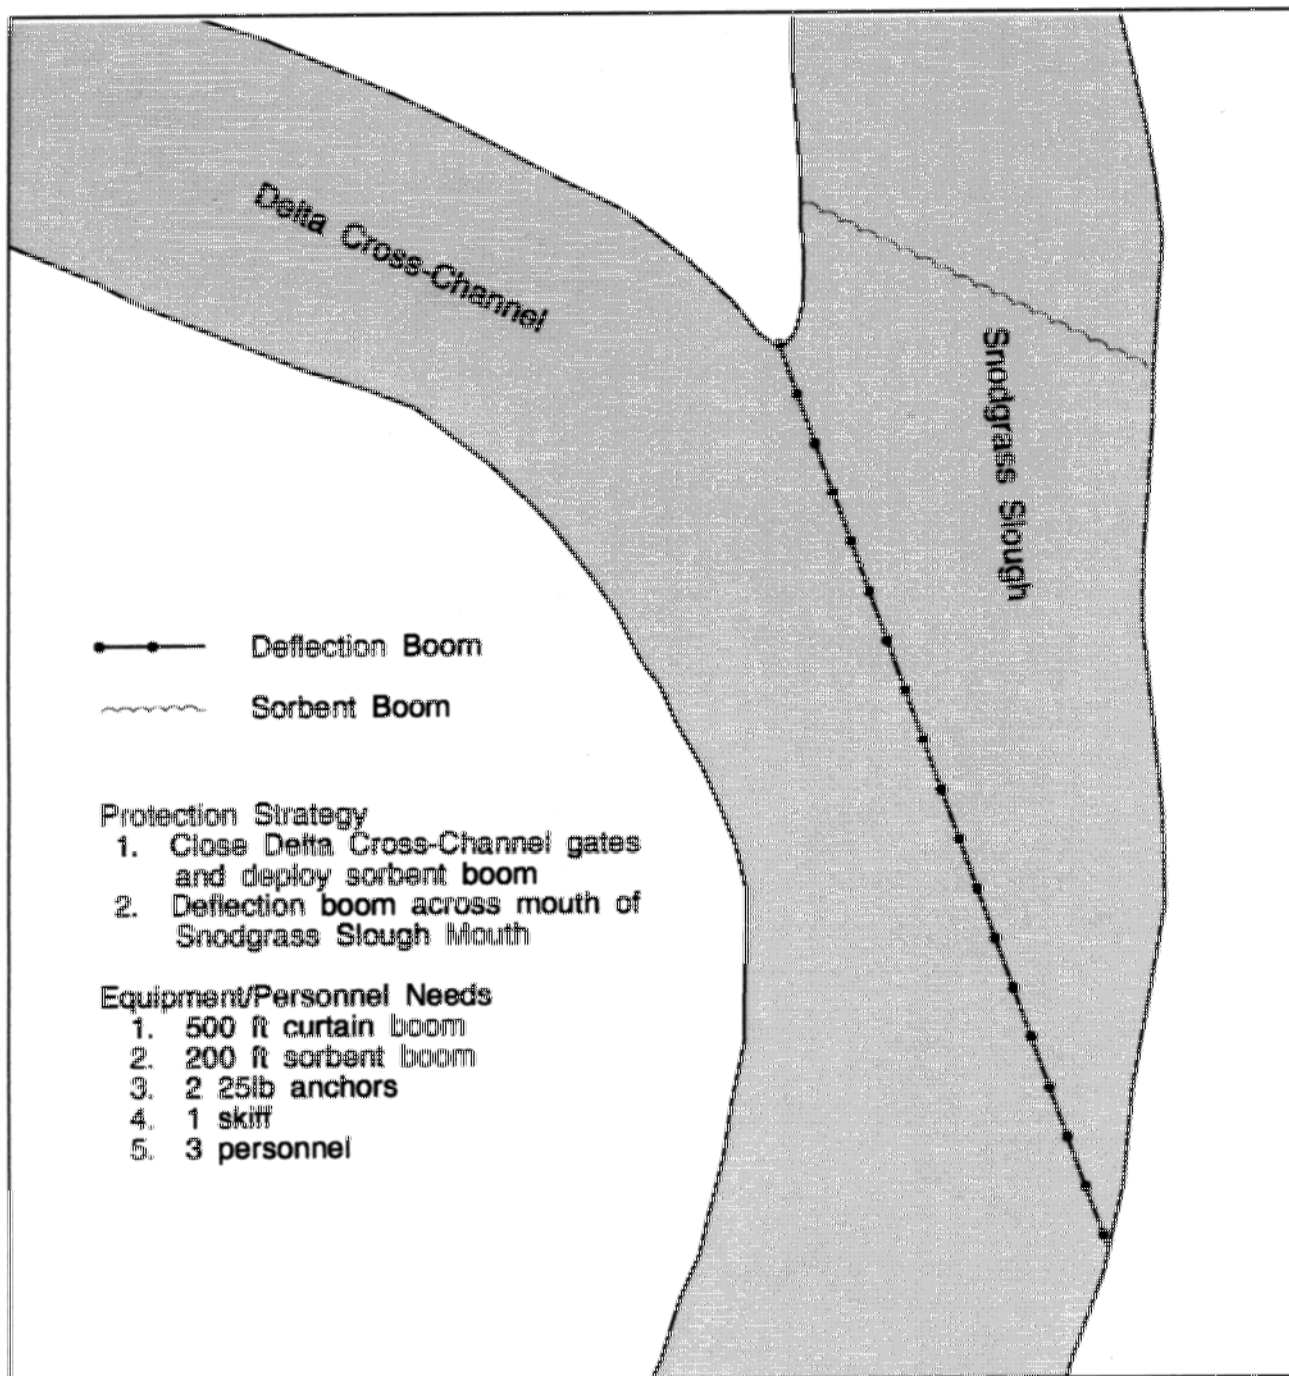 Delta Cross-Channel
Snodgrass Slough
Deflection Boom
Sorbent Boom
Protection Strategy
1. Close Delta Cross-Channel gates
and deploy sorbent boom
2. Deflection boom across mouth of
Snodgrass Slough Mouth
Equipment/Personnel Needs
1. 500 ft curtain boom
2. 200 ft sorbent boom
3. 2 25lb anchors
4. 1 skiff
5. 3 personnel